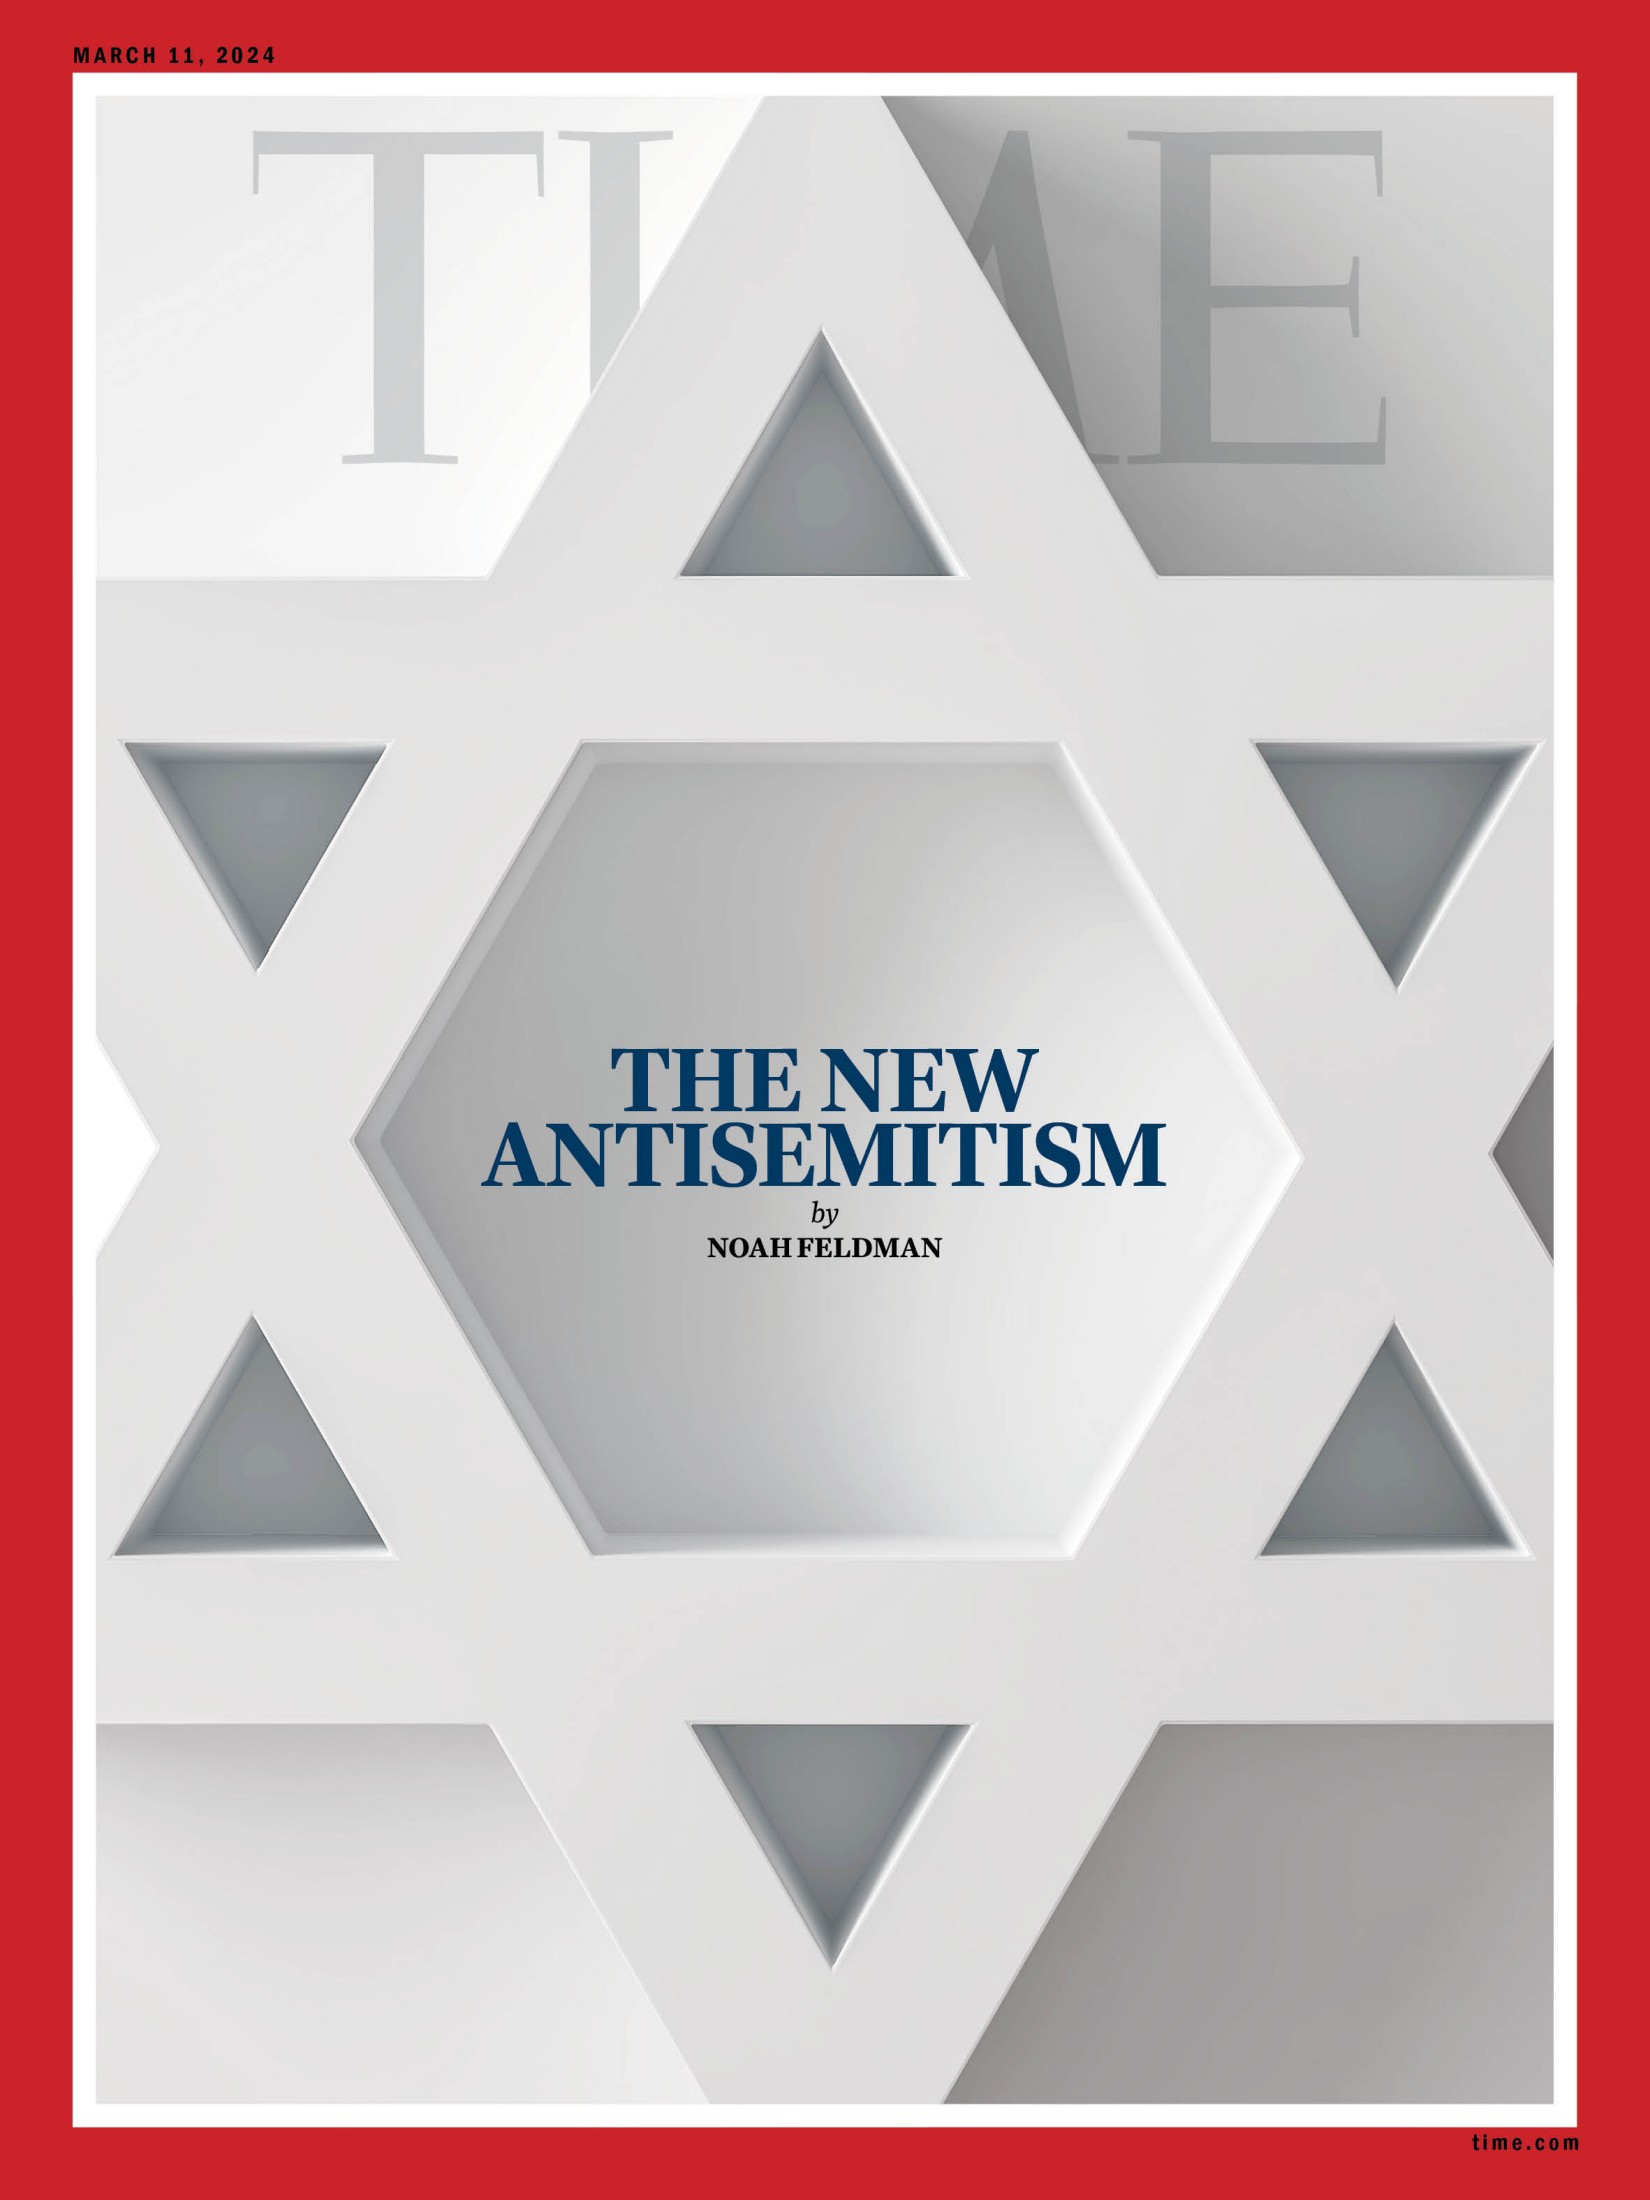 MARCH 11, 2024
TIME
THE NEW
ANTISEMITISM
by
NOAH FELDMAN
time.com